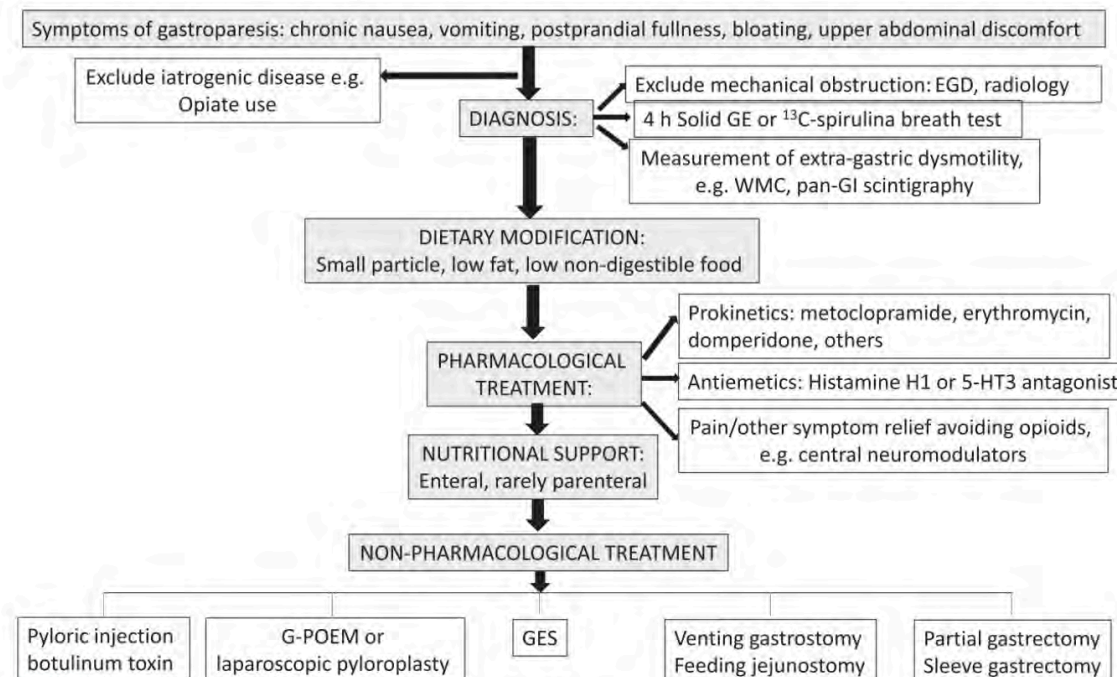 Symptoms of gastroparesis: chronic nausea, vomiting, postprandial fullness, bloating, upper abdominal discomfort
Exclude iatrogenic disease e.g.
Opiate use
DIAGNOSIS:
Exclude mechanical obstruction: EGD, radiology
4 h Solid GE or ¹³C-spirulina breath test
Measurement of extra-gastric dysmotility,
e.g. WMC, pan-GI scintigraphy
DIETARY MODIFICATION:
Small particle, low fat, low non-digestible food
PHARMACOLOGICAL
TREATMENT:
Prokinetics: metoclopramide, erythromycin,
domperidone, others
Antiemetics: Histamine H1 or 5-HT3 antagonist
Pain/other symptom relief avoiding opioids,
e.g. central neuromodulators
NUTRITIONAL SUPPORT:
Enteral, rarely parenteral
NON-PHARMACOLOGICAL TREATMENT
Pyloric injection
botulinum toxin
G-POEM or
laparoscopic pyloroplasty
GES
Venting gastrostomy
Feeding jejunostomy
Partial gastrectomy
Sleeve gastrectomy